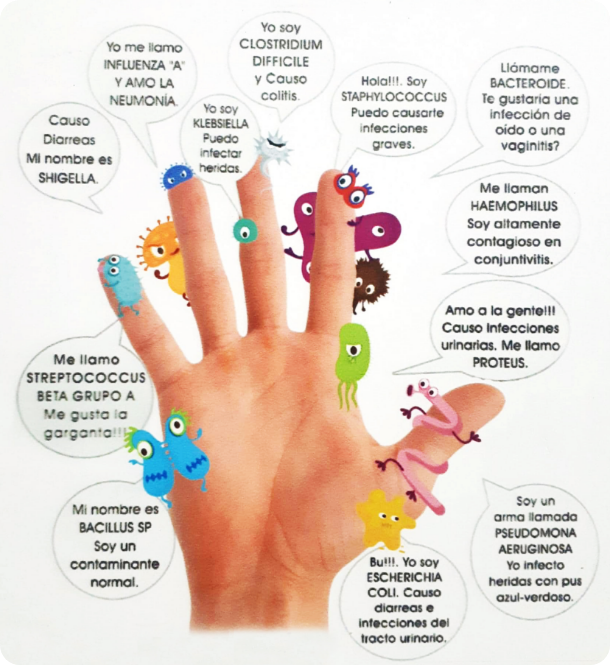 Yo soy
CLOSTRIDIUM
DIFFICILE
y Causo
colitis.
Yo me llamo
INFLUENZA "A"
Y AMO LA
NEUMONÍA.
Hola!!!. Soy
STAPHYLOCOCCUS
Puedo causarte
infecciones
graves.
Llámame
BACTEROIDE.
Te gustaria una
infección de
oído o una
vaginitis?
Yo soy
KLEBSIELLA
Puedo
infectar
heridas.
Causo
Diarreas
Mi nombre es
SHIGELLA.
Me llaman
HAEMOPHILUS
Soy altamente
contagioso en
conjuntivitis.
Amo a la gente!!!
Causo Infecciones
urinarias. Me llamo
PROTEUS.
Me llamo
STREPTOCOCCUS
BETA GRUPO A
Me gusta la
garganta!!!
Mi nombre es
BACILLUS SP
Soy un
contaminante
normal.
Soy un
arma llamada
PSEUDOMONA
AERUGINOSA
Yo infecto
heridas con pus
azul-verdoso.
Bu!!!. Yo soy
ESCHERICHIA
COLI. Causo
diarreas e
infecciones del
tracto urinario.